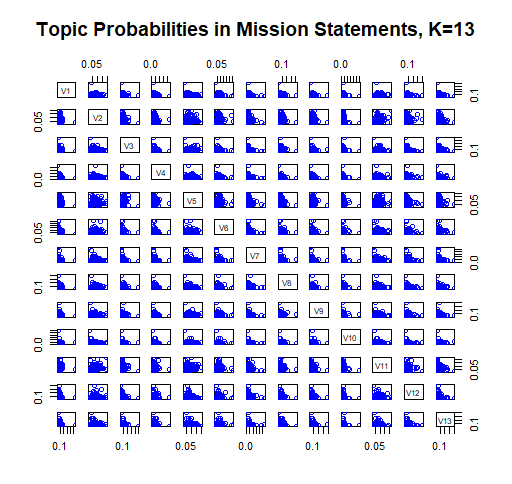 Topic Probabilities in Mission Statements, K=13
0.05 0.0 0.05 0.1 0.0 0.1
V1 0.1
0.05 V2
V3 0.1
0.0 V4
V5 0.05
0.05 V6
V7 0.0
0.1 V8
V9 0.1
0.0 V10
V11 0.05
0.1 V12
V13 0.1
0.1 0.1 0.05 0.0 0.1 0.05 0.1